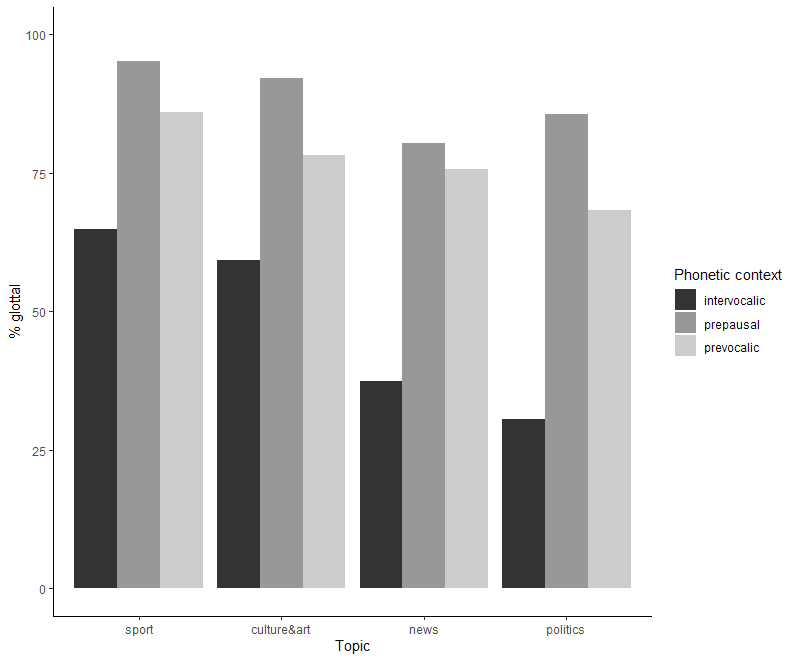 100
75
50
25
0
% glottal
sport
culture&art
news
politics
Topic
Phonetic context
intervocalic
prepausal
prevocalic